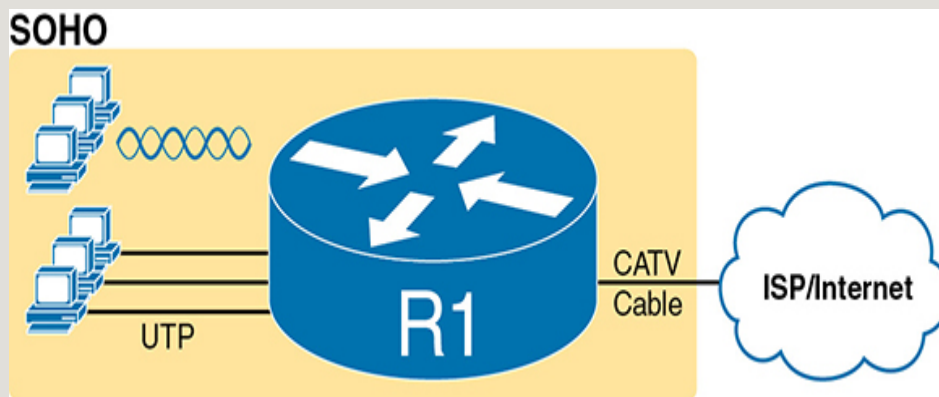 SOHO
UTP
R1
CATV
Cable
ISP/Internet